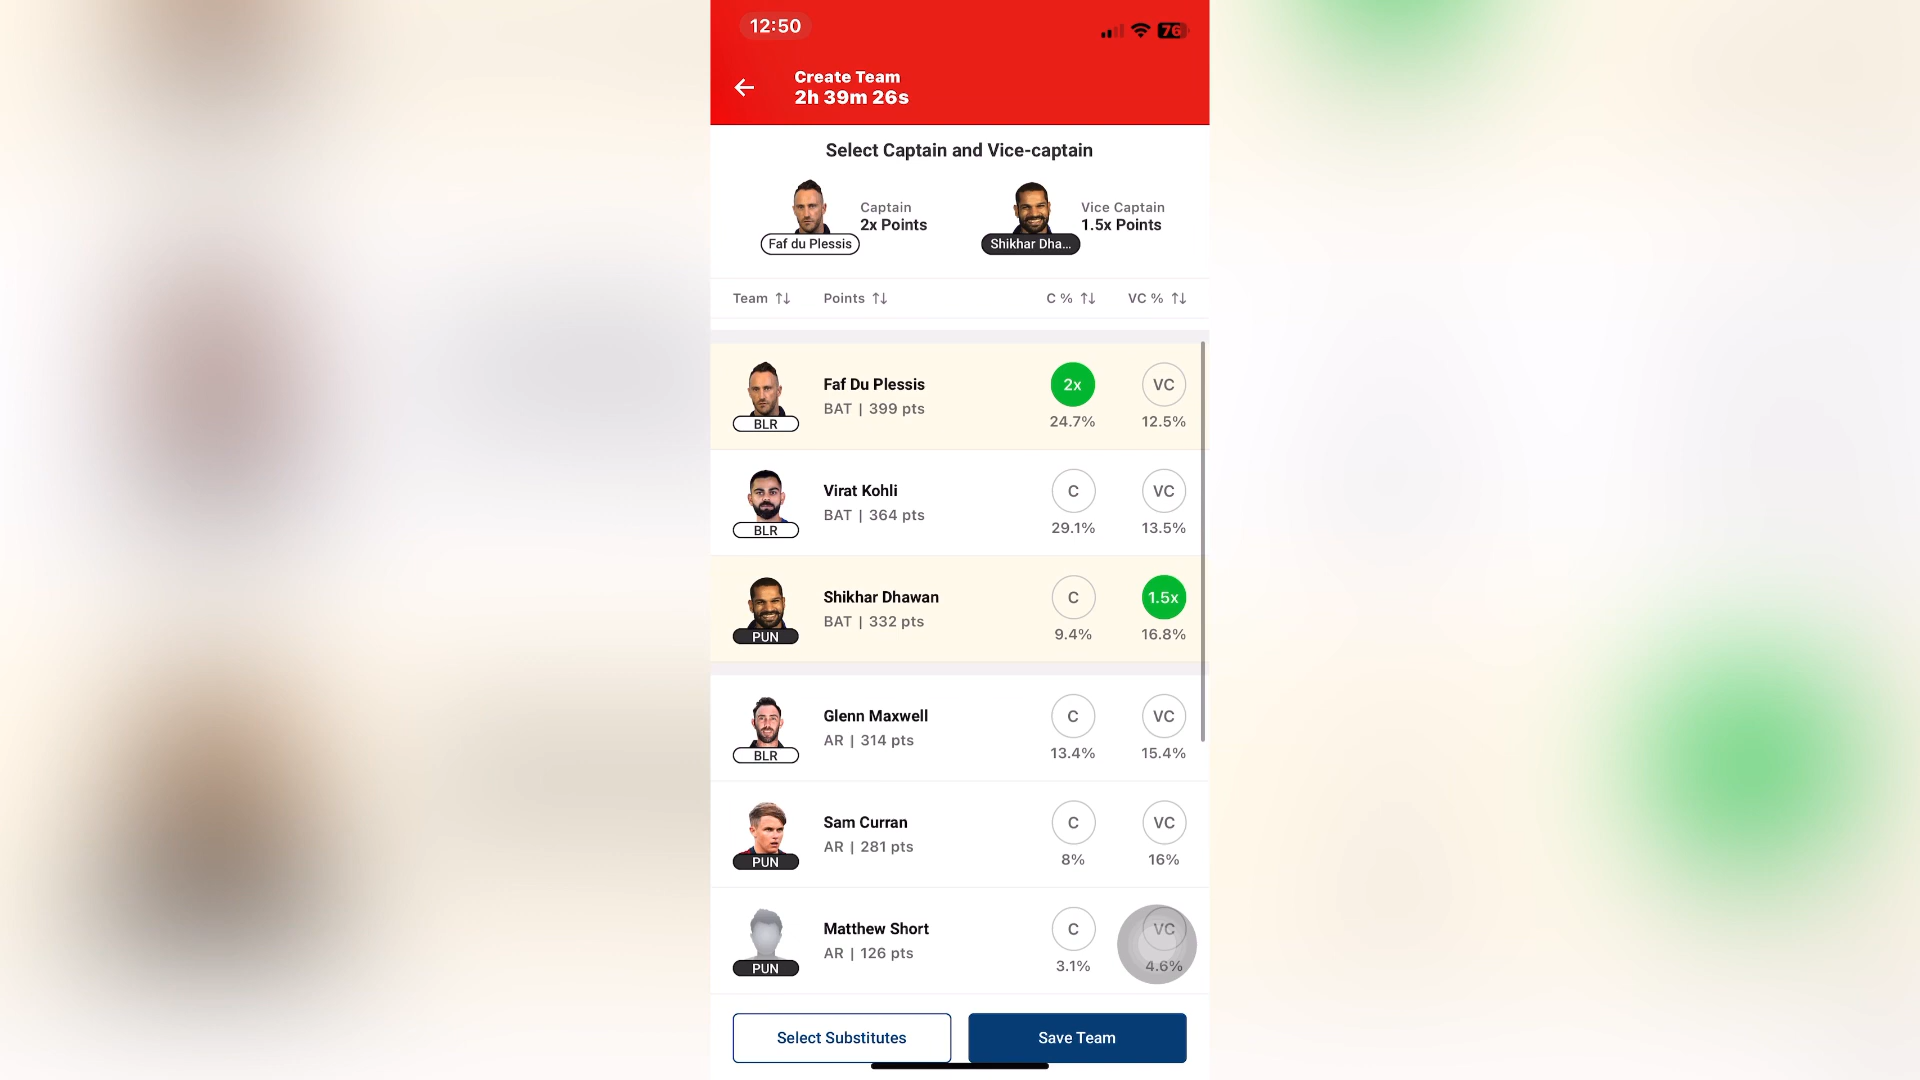 12:50
76
Create Team
2h 39m 26s
Select Captain and Vice-captain
Captain
2x Points
Faf du Plessis
Vice Captain
1.5x Points
Shikhar Dha...
Team
Points
C %
VC %
Faf Du Plessis
BAT | 399 pts
BLR
2x
24.7%
VC
12.5%
Virat Kohli
BAT | 364 pts
BLR
C
29.1%
VC
13.5%
Shikhar Dhawan
BAT | 332 pts
PUN
C
9.4%
1.5x
16.8%
Glenn Maxwell
AR | 314 pts
BLR
C
13.4%
VC
15.4%
Sam Curran
AR | 281 pts
PUN
C
8%
VC
16%
Matthew Short
AR | 126 pts
PUN
C
3.1%
VC
4.6%
Select Substitutes
Save Team